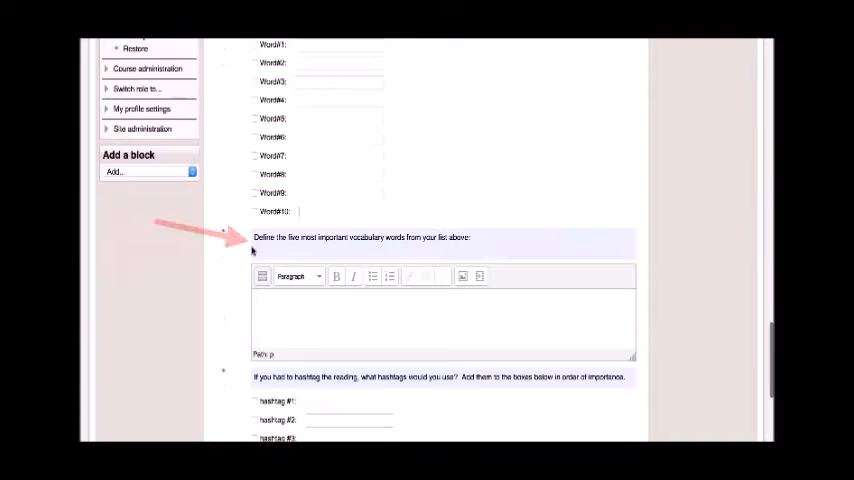 Restore
Course administration
Switch role to...
My profile settings
Site administration
Add a block
Add...
Word#1:
Word#2:
Word#3:
Word#4:
Word#5:
Word#6:
Word#7:
Word#8:
Word#9:
Word#10:
Define the five most important vocabulary words from your list above:
Paragraph B I
Path: p
If you had to hashtag the reading, what hashtags would you use? Add them to the boxes below in order of importance.
hashtag #1:
hashtag #2:
hashtag #3: